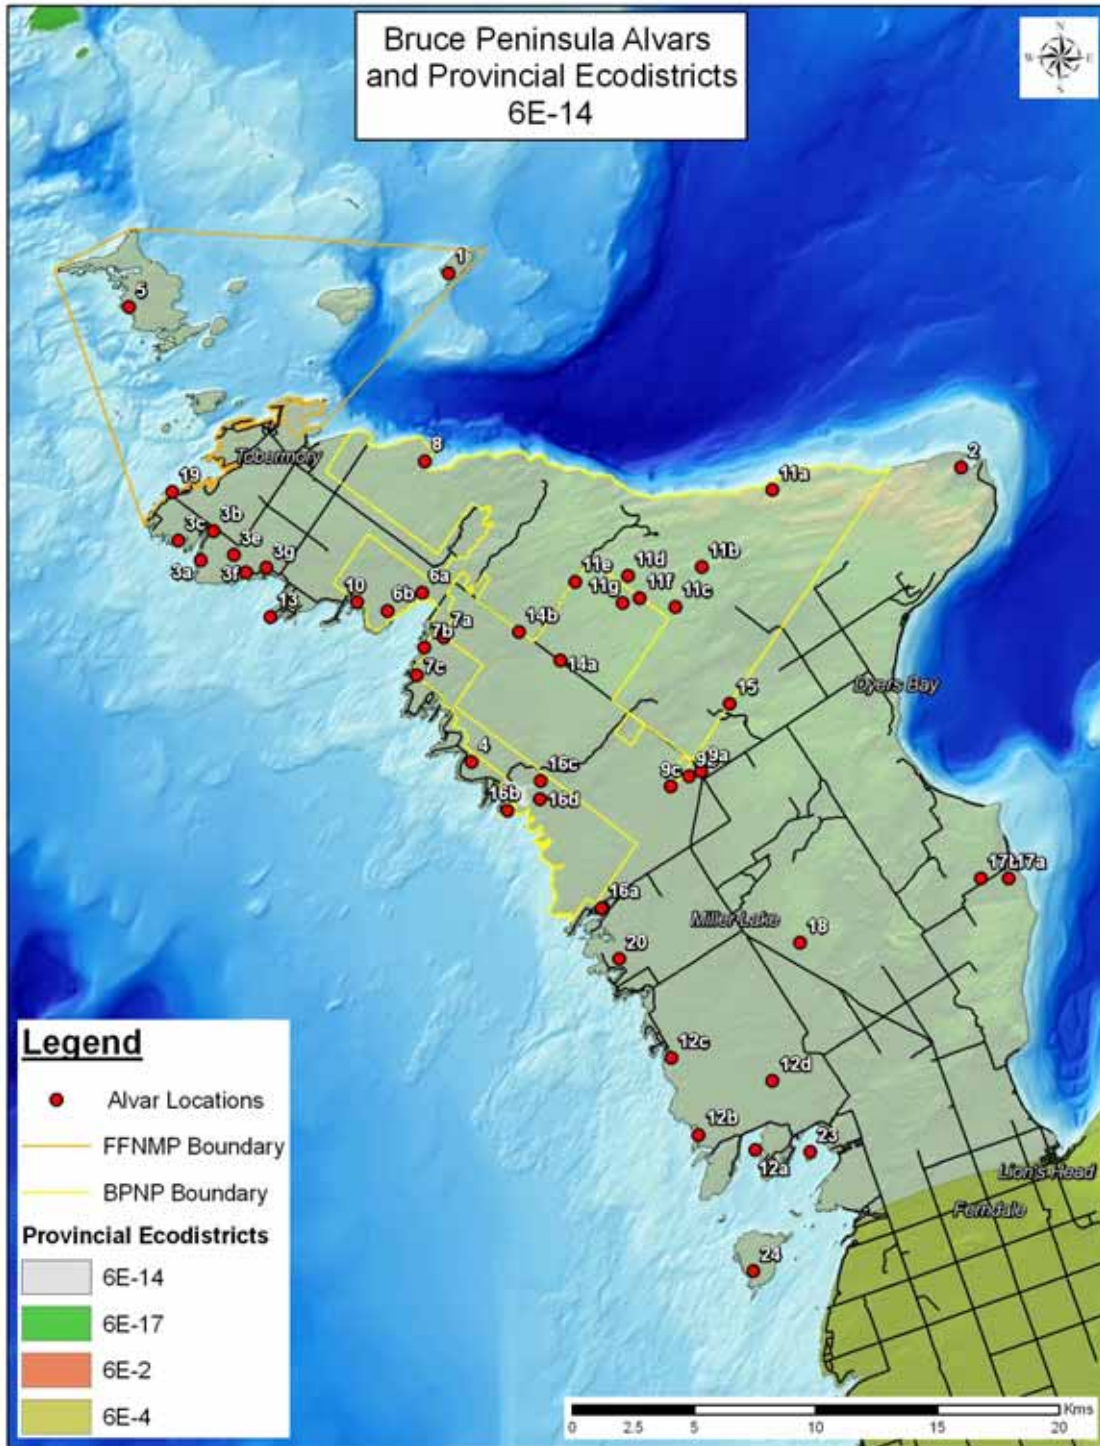 Bruce Peninsula Alvars
and Provincial Ecodistricts
6E-14
N
W E
S
1
5
Tobermory
8
2
19
11a
3c
3b
3e
3g
3a
3f
11b
11d
11e
11f
11g
11c
6a
10
6b
13
7a
14b
7b
14a
7c
15
Dyers Bay
4
9a
9c
16c
16b
16d
17a
16a
Miller Lake
18
20
12c
12d
12b
23
12a
Lion's Head
Ferndale
24
Legend
Alvar Locations
FFNMP Boundary
BPNP Boundary
Provincial Ecodistricts
6E-14
6E-17
6E-2
6E-4
Kms
0 2.5 5 10 15 20